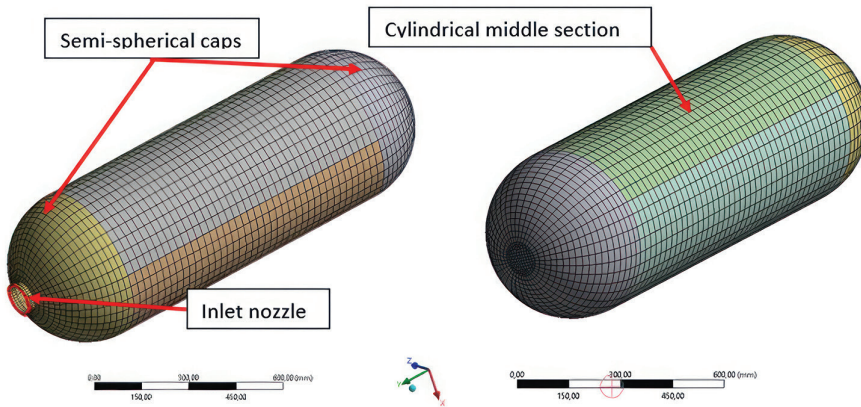 Semi-spherical caps
Cylindrical middle section
Inlet nozzle
0,00 300,00 600,00 (mm)
150,00 450,00
Z
Y
X
0,00 300,00 600,00 (mm)
150,00 450,00